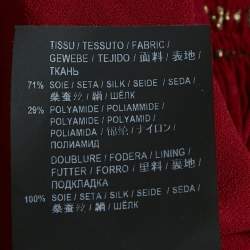 TISSU / TESSUTO / FABRIC /
GEWEBE / TEJIDO / 面料 / 表地 /
ТКАНЬ
71% SOIE / SETA / SILK / SEIDE / SEDA /
桑蚕丝 / 絹 / ШЁЛК
29% POLYAMIDE / POLIAMMIDE /
POLYAMIDE / POLYAMID /
POLIAMIDA / 锦纶 / ナイロン /
ПОЛИАМИД
DOUBLURE / FODERA / LINING /
FUTTER / FORRO / 里料 / 裏地 /
ПОДКЛАДКА
100% SOIE / SETA / SILK / SEIDE / SEDA /
桑蚕丝 / 絹 / ШЁЛК